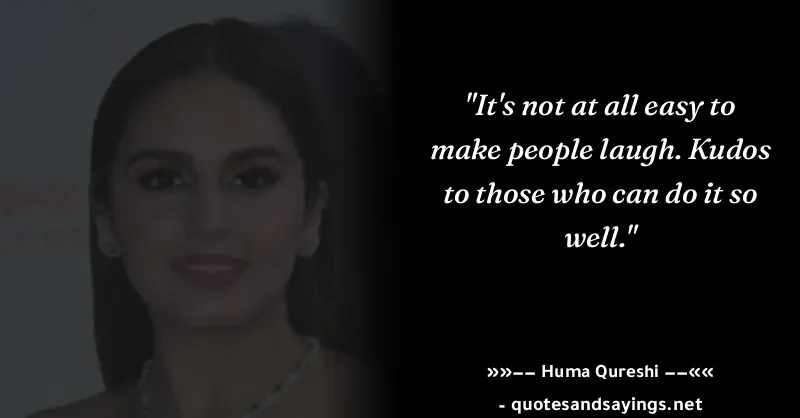 "It's not at all easy to
make people laugh. Kudos
to those who can do it so
well."
»»–– Huma Qureshi ––««
- quotesandsayings.net